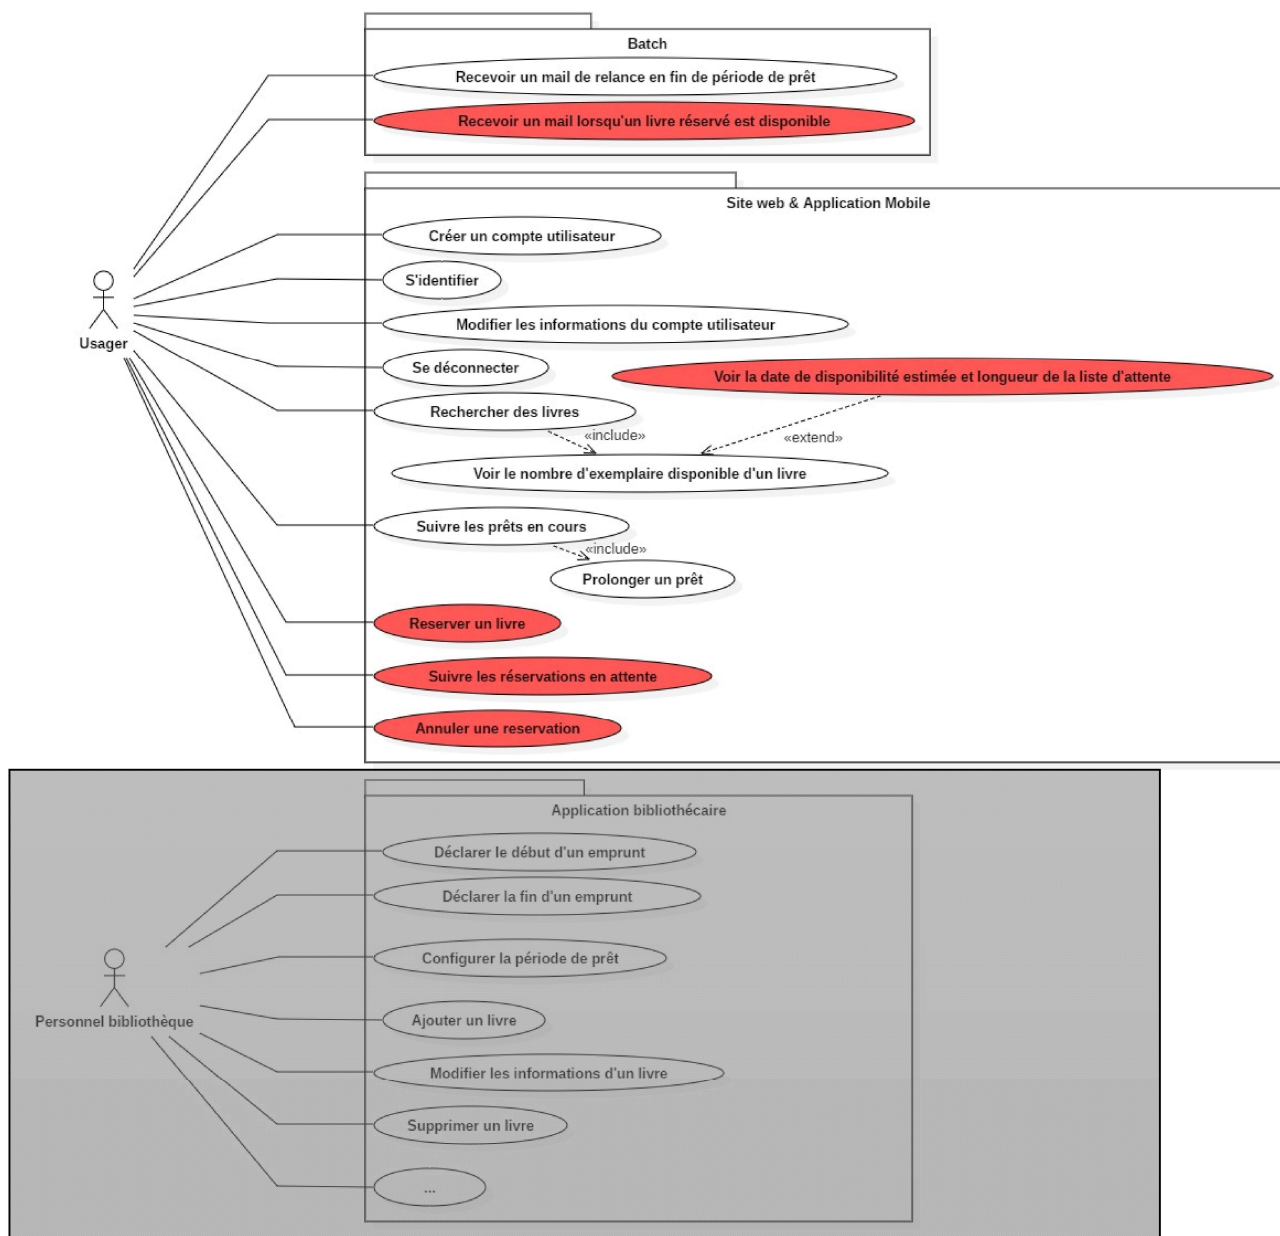 Batch
Recevoir un mail de relance en fin de période de prêt
Recevoir un mail lorsqu'un livre réservé est disponible
Site web & Application Mobile
Créer un compte utilisateur
S'identifier
Modifier les informations du compte utilisateur
Usager
Se déconnecter
Voir la date de disponibilité estimée et longueur de la liste d'attente
Rechercher des livres
«include»
«extend»
Voir le nombre d'exemplaire disponible d'un livre
Suivre les prêts en cours
«include»
Prolonger un prêt
Reserver un livre
Suivre les réservations en attente
Annuler une reservation
Application bibliothécaire
Déclarer le début d'un emprunt
Déclarer la fin d'un emprunt
Configurer la période de prêt
Personnel bibliothèque
Ajouter un livre
Modifier les informations d'un livre
Supprimer un livre
...